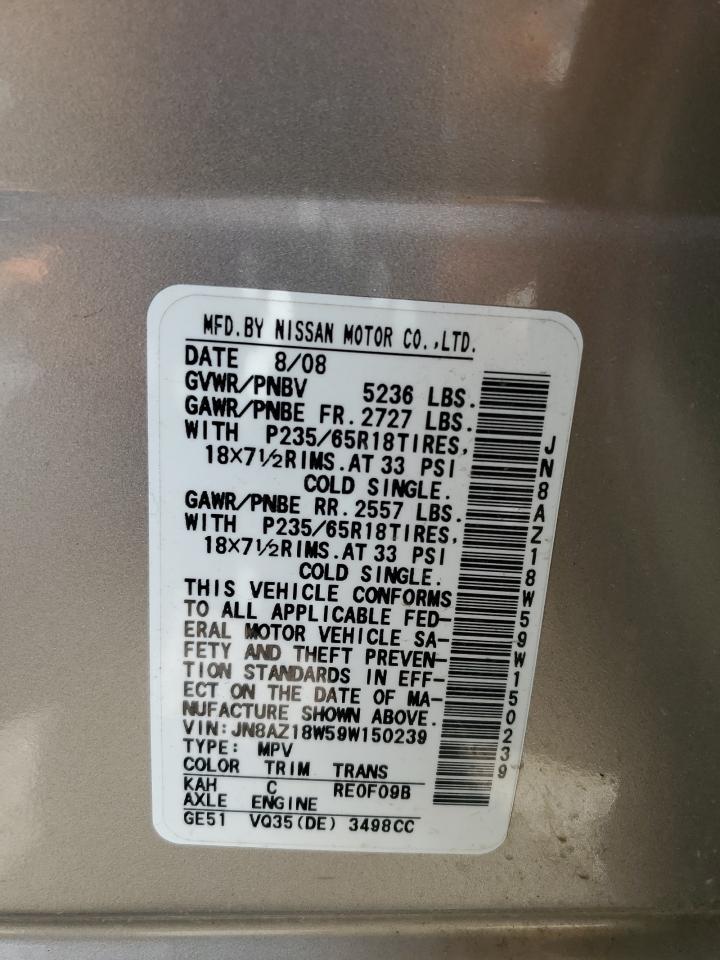 MFD.BY NISSAN MOTOR CO.,LTD.
DATE 8/08
GVWR/PNBV 5236 LBS.
GAWR/PNBE FR.2727 LBS.
WITH P235/65R18TIRES,
18X7½RIMS.AT 33 PSI
COLD SINGLE.
GAWR/PNBE RR.2557 LBS.
WITH P235/65R18TIRES,
18X7½RIMS.AT 33 PSI
COLD SINGLE.
THIS VEHICLE CONFORMS
TO ALL APPLICABLE FED-
ERAL MOTOR VEHICLE SA-
FETY AND THEFT PREVEN-
TION STANDARDS IN EFF-
ECT ON THE DATE OF MA-
NUFACTURE SHOWN ABOVE.
VIN:JN8AZ18W59W150239
TYPE: MPV
COLOR TRIM TRANS
KAH C RE0F09B
AXLE ENGINE
GE51 VQ35(DE) 3498CC
JN8AZ18W59W150239